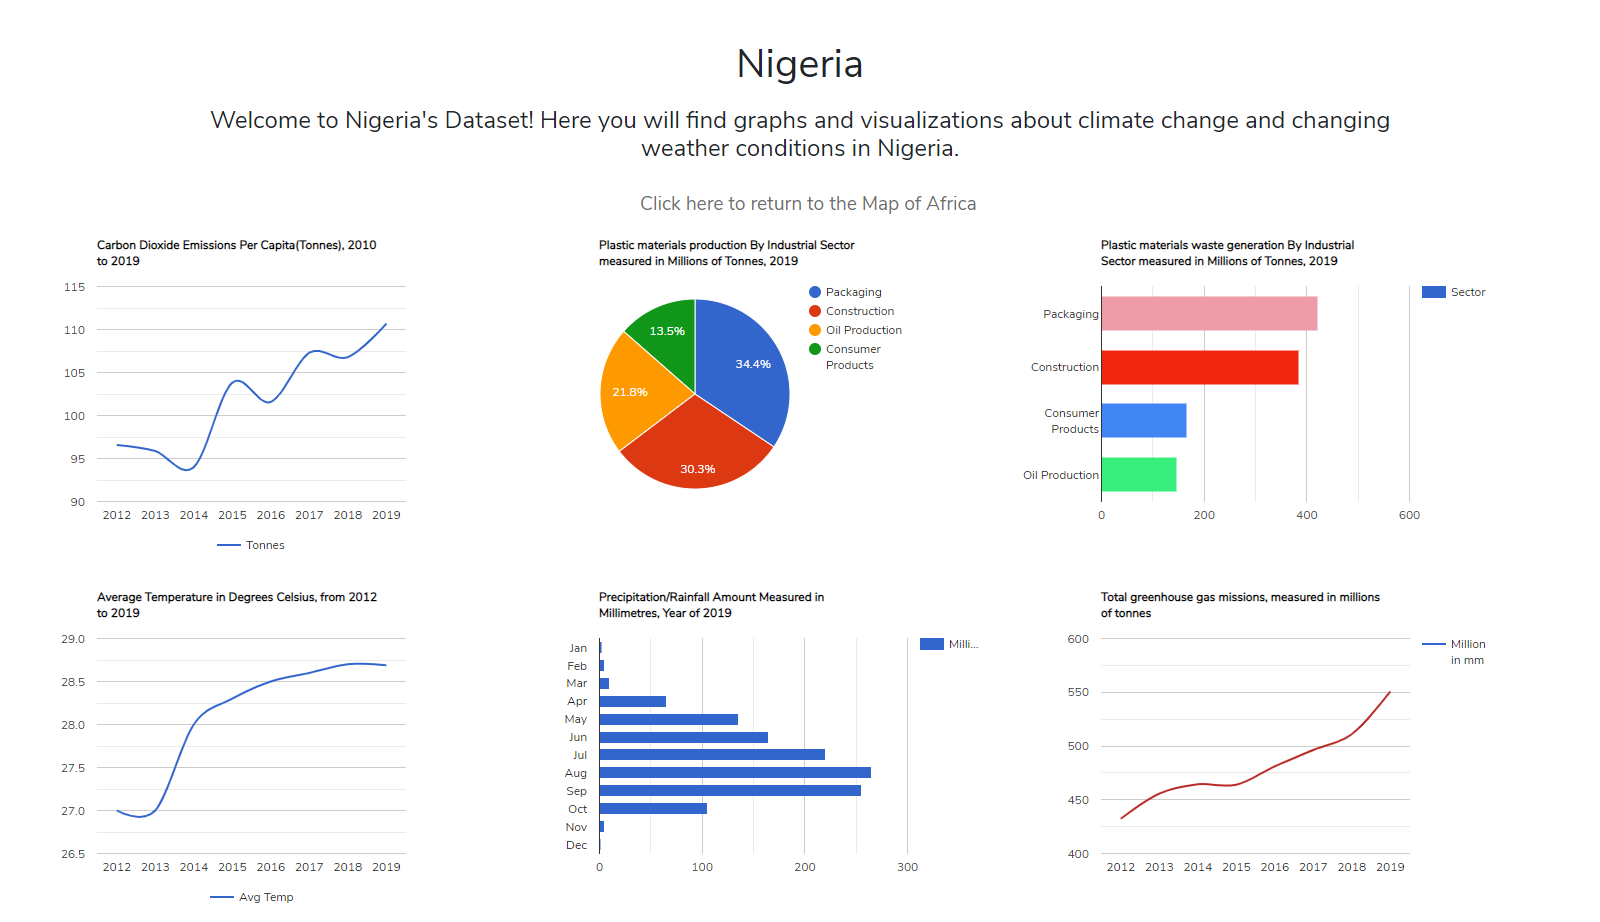 Nigeria
Welcome to Nigeria's Dataset! Here you will find graphs and visualizations about climate change and changing
weather conditions in Nigeria.
Click here to return to the Map of Africa
Carbon Dioxide Emissions Per Capita(Tonnes), 2010
to 2019
115
110
105
100
95
90
2012 2013 2014 2015 2016 2017 2018 2019
Tonnes
Plastic materials production By Industrial Sector
measured in Millions of Tonnes, 2019
Packaging
Construction
Oil Production
Consumer
Products
34.4%
30.3%
21.8%
13.5%
Plastic materials waste generation By Industrial
Sector measured in Millions of Tonnes, 2019
Sector
Packaging
Construction
Consumer
Products
Oil Production
0 200 400 600
Average Temperature in Degrees Celsius, from 2012
to 2019
29.0
28.5
28.0
27.5
27.0
26.5
2012 2013 2014 2015 2016 2017 2018 2019
Avg Temp
Precipitation/Rainfall Amount Measured in
Millimetres, Year of 2019
Milli...
Jan
Feb
Mar
Apr
May
Jun
Jul
Aug
Sep
Oct
Nov
Dec
0 100 200 300
Total greenhouse gas missions, measured in millions
of tonnes
Million
in mm
600
550
500
450
400
2012 2013 2014 2015 2016 2017 2018 2019